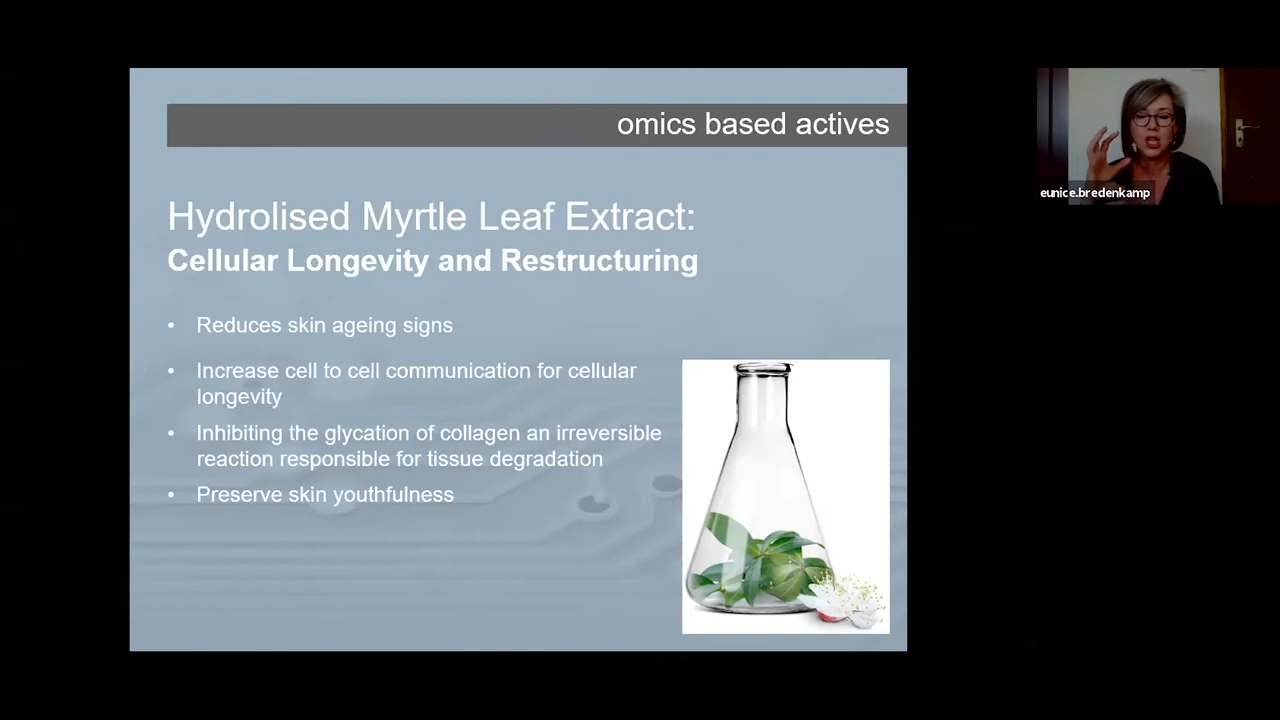 omics based actives
Hydrolised Myrtle Leaf Extract:
Cellular Longevity and Restructuring
• Reduces skin ageing signs
• Increase cell to cell communication for cellular
longevity
• Inhibiting the glycation of collagen an irreversible
reaction responsible for tissue degradation
• Preserve skin youthfulness
eunice.bredenkamp